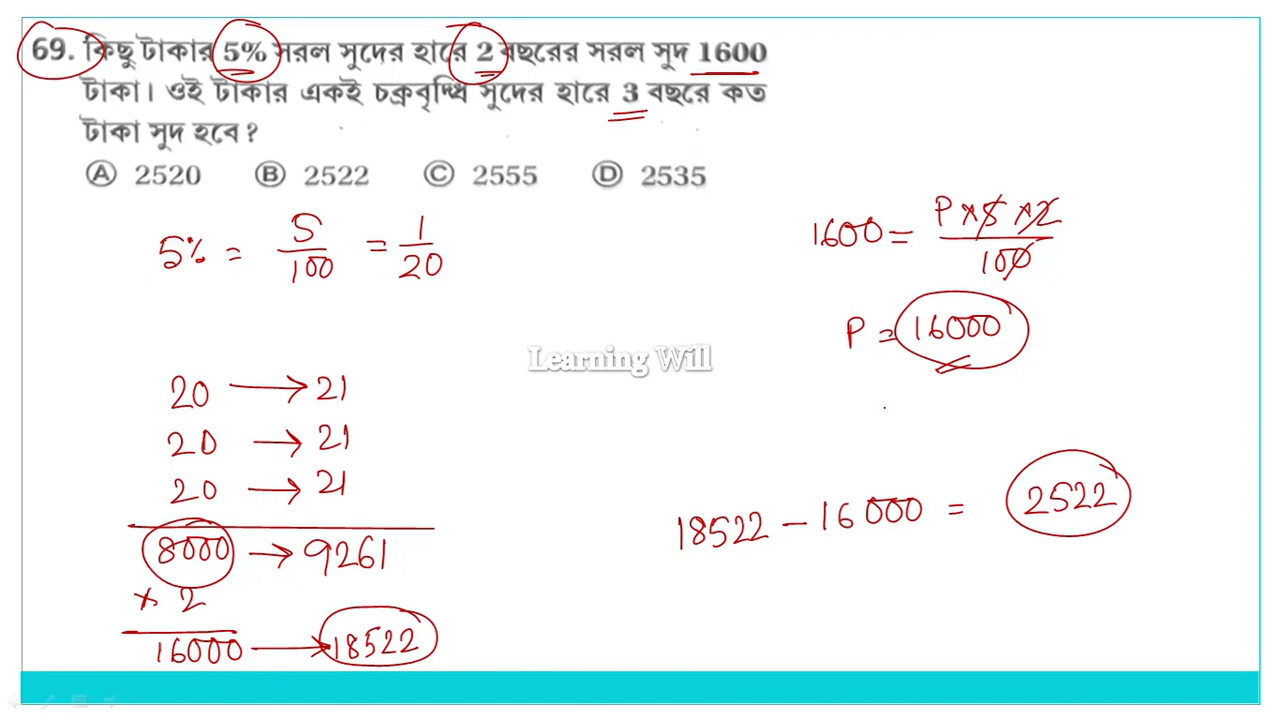 69. কিছু টাকার 5% সরল সুদের হারে 2 বছরের সরল সুদ 1600
টাকা। ওই টাকার একই চক্রবৃদ্ধি সুদের হারে 3 বছরে কত
টাকা সুদ হবে?
Ⓐ 2520 Ⓑ 2522 Ⓒ 2555 Ⓓ 2535
5% = 5/100 = 1/20
1600 = P×5×2/100
P = 16000
Learning Will
20 → 21
20 → 21
20 → 21
8000 → 9261
× 2
16000 → 18522
18522 - 16000 = 2522